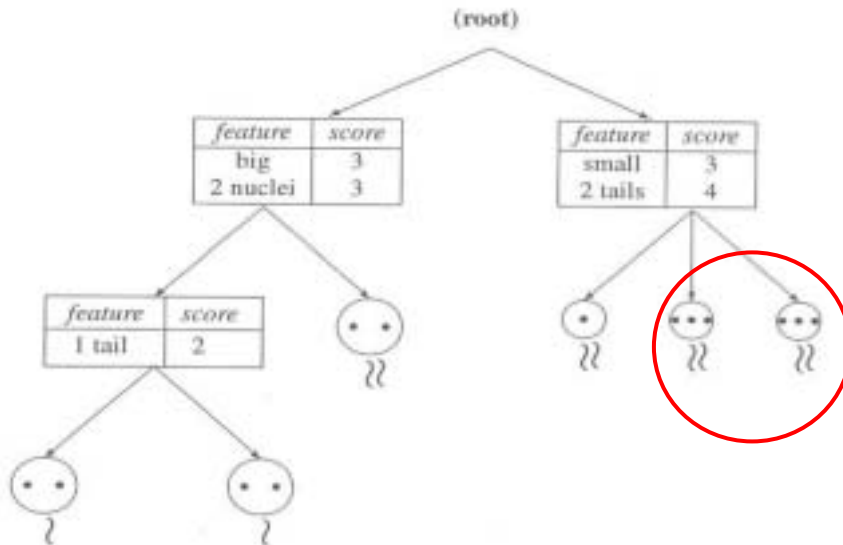 (root)
feature score
big 3
2 nuclei 3
feature score
small 3
2 tails 4
feature score
1 tail 2